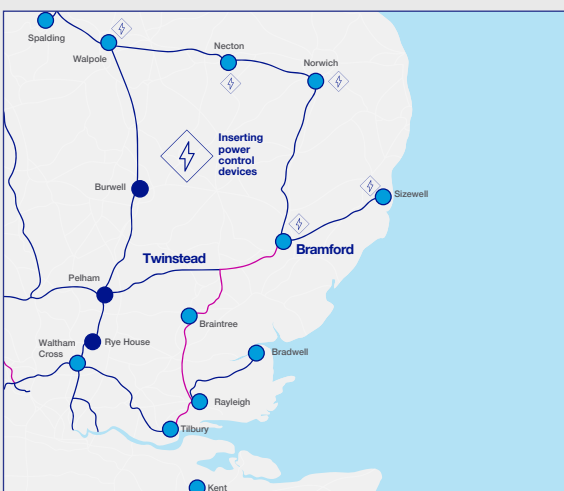 Spalding
Walpole
Necton
Norwich
Inserting
power
control
devices
Burwell
Sizewell
Twinstead
Bramford
Pelham
Braintree
Waltham
Cross
Rye House
Bradwell
Rayleigh
Tilbury
Kent